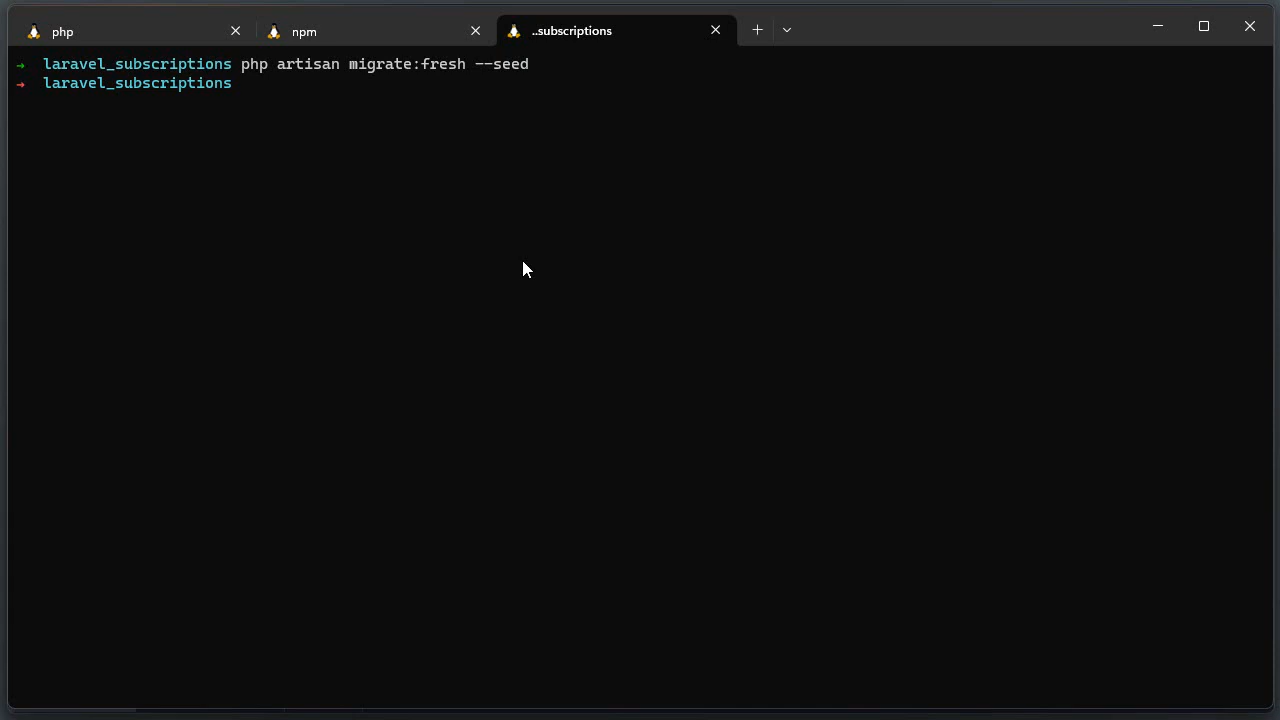 php
npm
..subscriptions
→ laravel_subscriptions php artisan migrate:fresh --seed
→ laravel_subscriptions